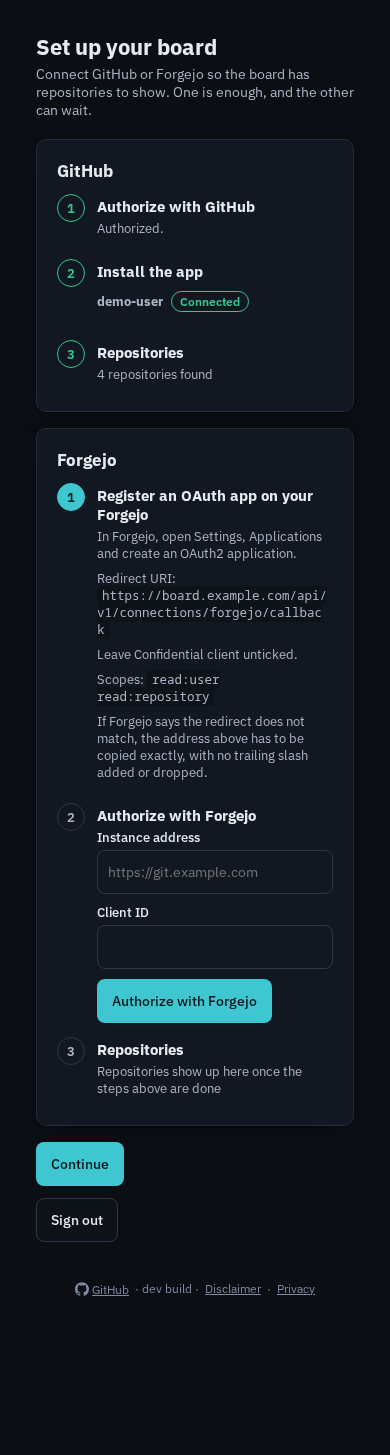 Set up your board
Connect GitHub or Forgejo so the board has
repositories to show. One is enough, and the other
can wait.
GitHub
1 Authorize with GitHub
Authorized.
2 Install the app
demo-user Connected
3 Repositories
4 repositories found
Forgejo
1 Register an OAuth app on your
Forgejo
In Forgejo, open Settings, Applications
and create an OAuth2 application.
Redirect URI:
https://board.example.com/api/
v1/connections/forgejo/callbac
k
Leave Confidential client unticked.
Scopes: read:user
read:repository
If Forgejo says the redirect does not
match, the address above has to be
copied exactly, with no trailing slash
added or dropped.
2 Authorize with Forgejo
Instance address
https://git.example.com
Client ID
Authorize with Forgejo
3 Repositories
Repositories show up here once the
steps above are done
Continue
Sign out
GitHub · dev build · Disclaimer · Privacy